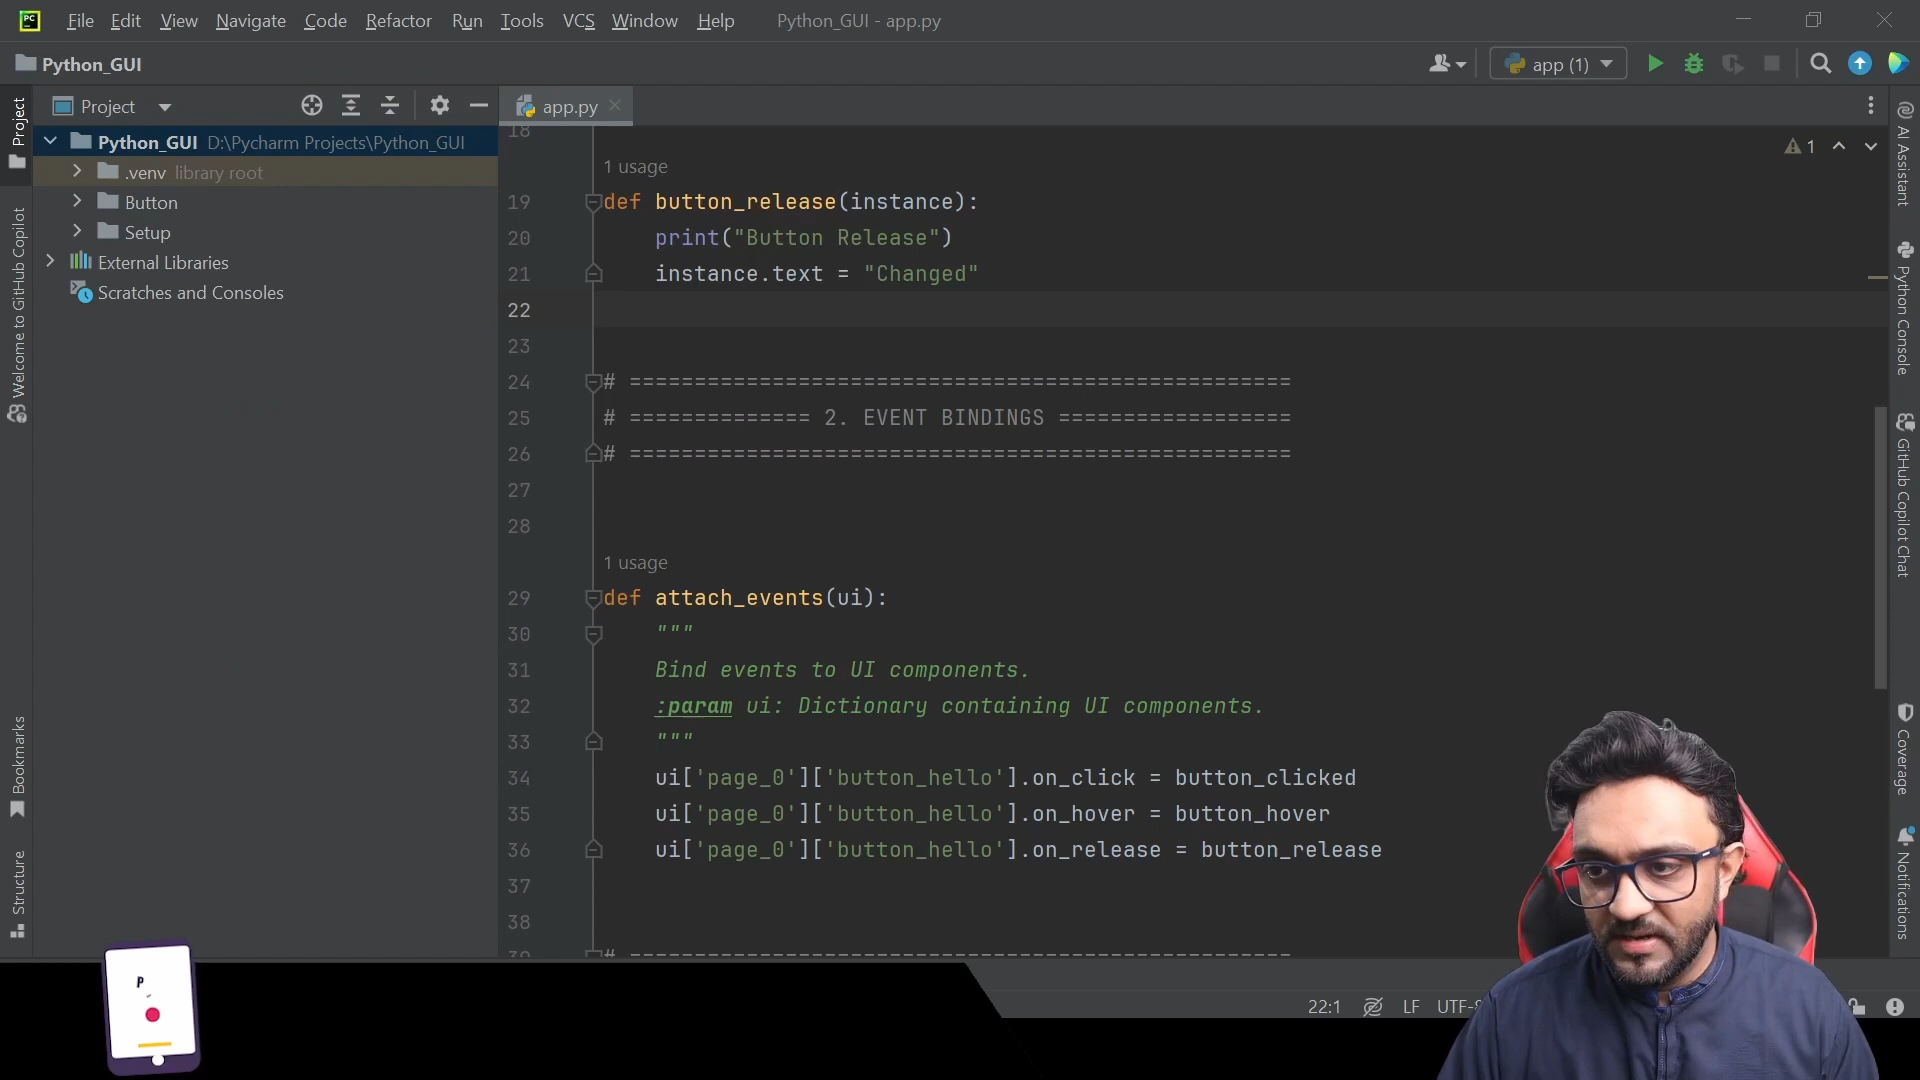 PC
File Edit View Navigate Code Refactor Run Tools VCS Window Help Python_GUI - app.py
Python_GUI
app (1)
Project
app.py
Python_GUI D:\Pycharm Projects\Python_GUI
.venv library root
Button
Setup
External Libraries
Scratches and Consoles
Project
Welcome to GitHub Copilot
Bookmarks
Structure
18
1 usage
19 def button_release(instance):
20 print("Button Release")
21 instance.text = "Changed"
22
23
24 # ===================================================
25 # ============== 2. EVENT BINDINGS ==================
26 # ===================================================
27
28
1 usage
29 def attach_events(ui):
30 """
31 Bind events to UI components.
32 :param ui: Dictionary containing UI components.
33 """
34 ui['page_0']['button_hello'].on_click = button_clicked
35 ui['page_0']['button_hello'].on_hover = button_hover
36 ui['page_0']['button_hello'].on_release = button_release
37
38
39 # ===================================================
1
AI Assistant
Python Console
GitHub Copilot Chat
Coverage
Notifications
22:1 LF UTF-8
P